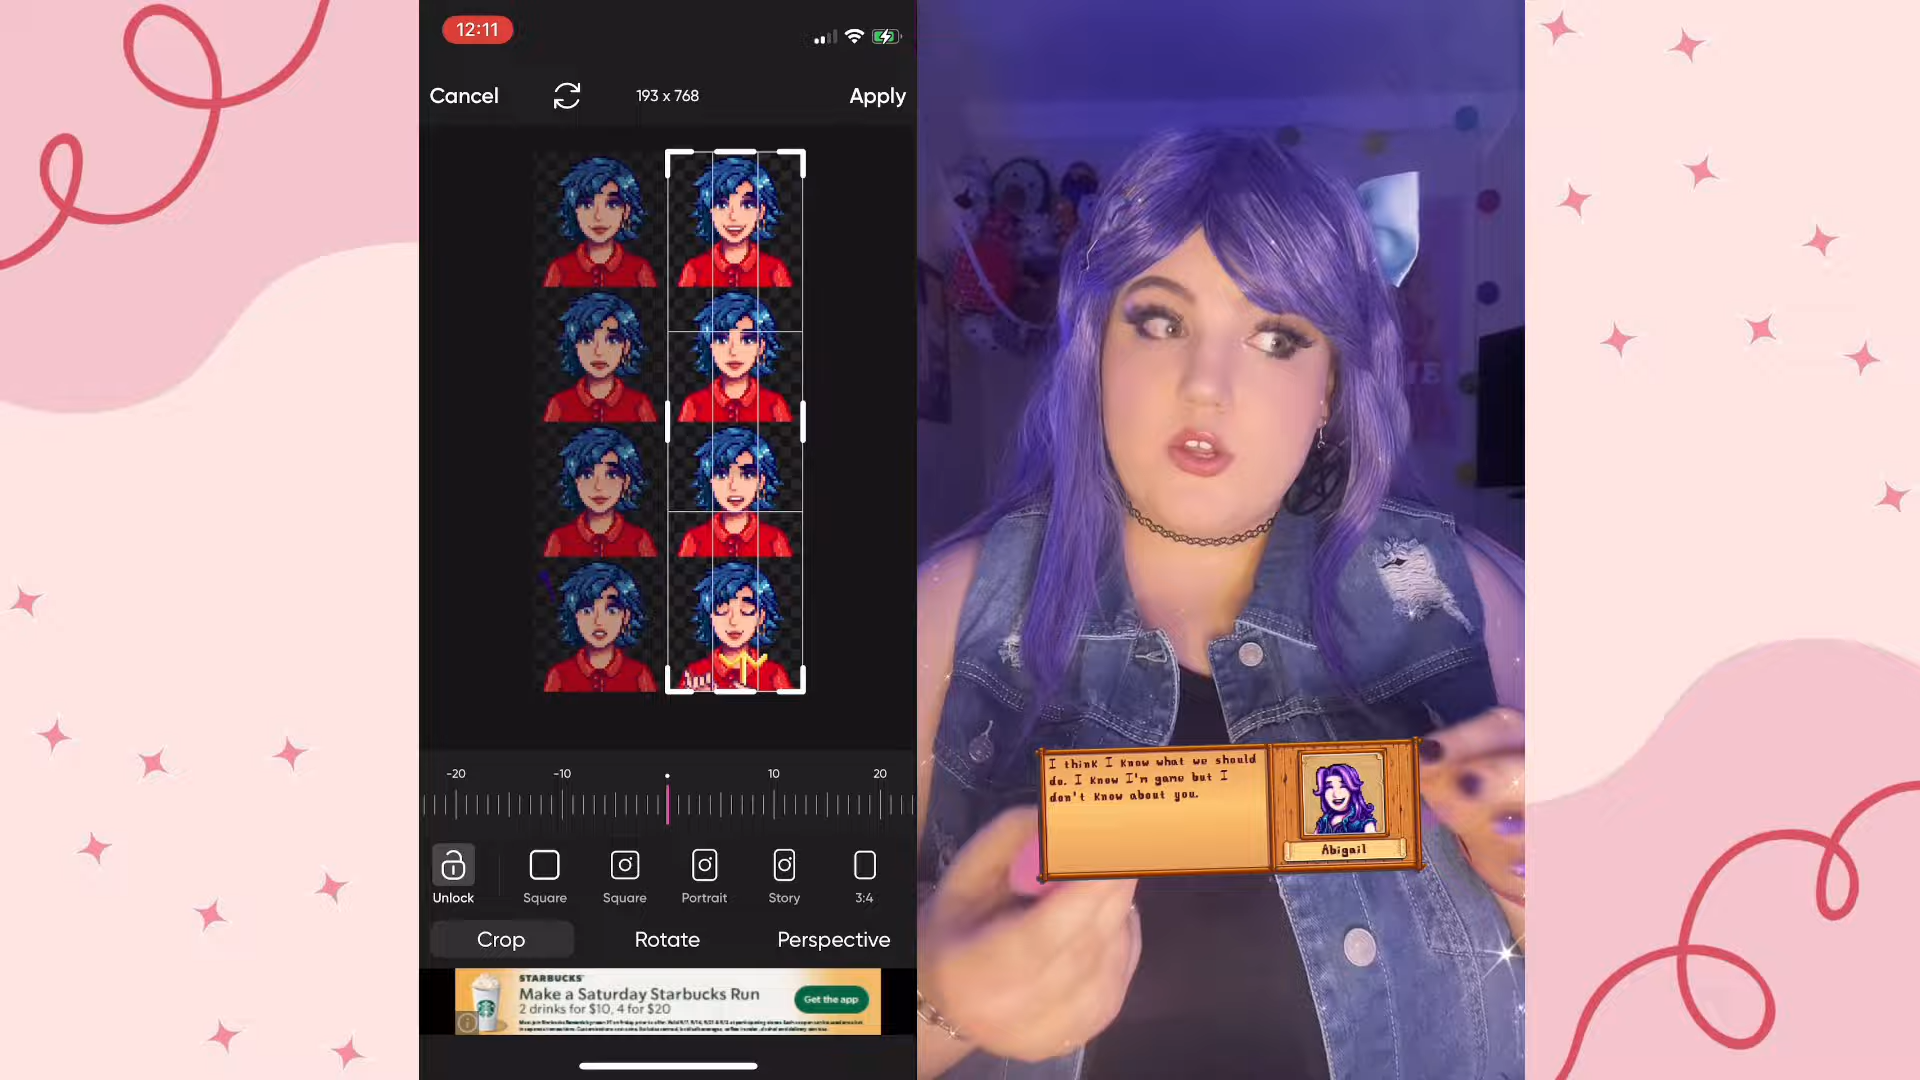 12:11
Cancel
193 x 768
Apply
-20
-10
10
20
Unlock
Square
Square
Portrait
Story
3:4
Crop
Rotate
Perspective
STARBUCKS
Make a Saturday Starbucks Run
2 drinks for $10, 4 for $20
Get the app
I think I know what we should
do. I know I'm game but I
don't know about you.
Abigail